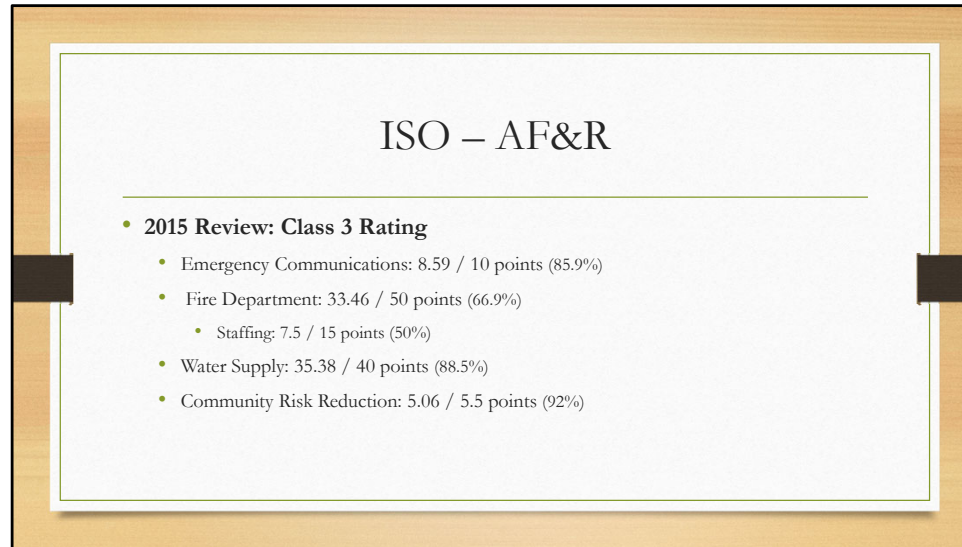 ISO – AF&R
• 2015 Review: Class 3 Rating
• Emergency Communications: 8.59 / 10 points (85.9%)
• Fire Department: 33.46 / 50 points (66.9%)
• Staffing: 7.5 / 15 points (50%)
• Water Supply: 35.38 / 40 points (88.5%)
• Community Risk Reduction: 5.06 / 5.5 points (92%)